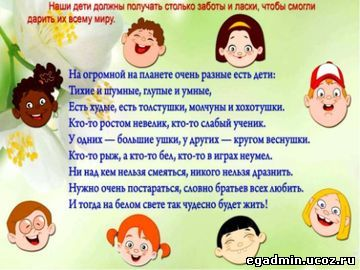 Наши дети должны получать столько заботы и ласки, чтобы смогли
дарить их всему миру.
На огромной на планете очень разные есть дети:
Тихие и шумные, глупые и умные,
Есть худые, есть толстушки, молчуны и хохотушки.
Кто-то ростом невелик, кто-то слабый ученик.
У одних — большие ушки, у других — кругом веснушки.
Кто-то рыж, а кто-то бел, кто-то в играх неумел.
Ни над кем нельзя смеяться, никого нельзя дразнить.
Нужно очень постараться, словно братьев всех любить.
И тогда на белом свете так чудесно будет жить!
egadmin.ucoz.ru